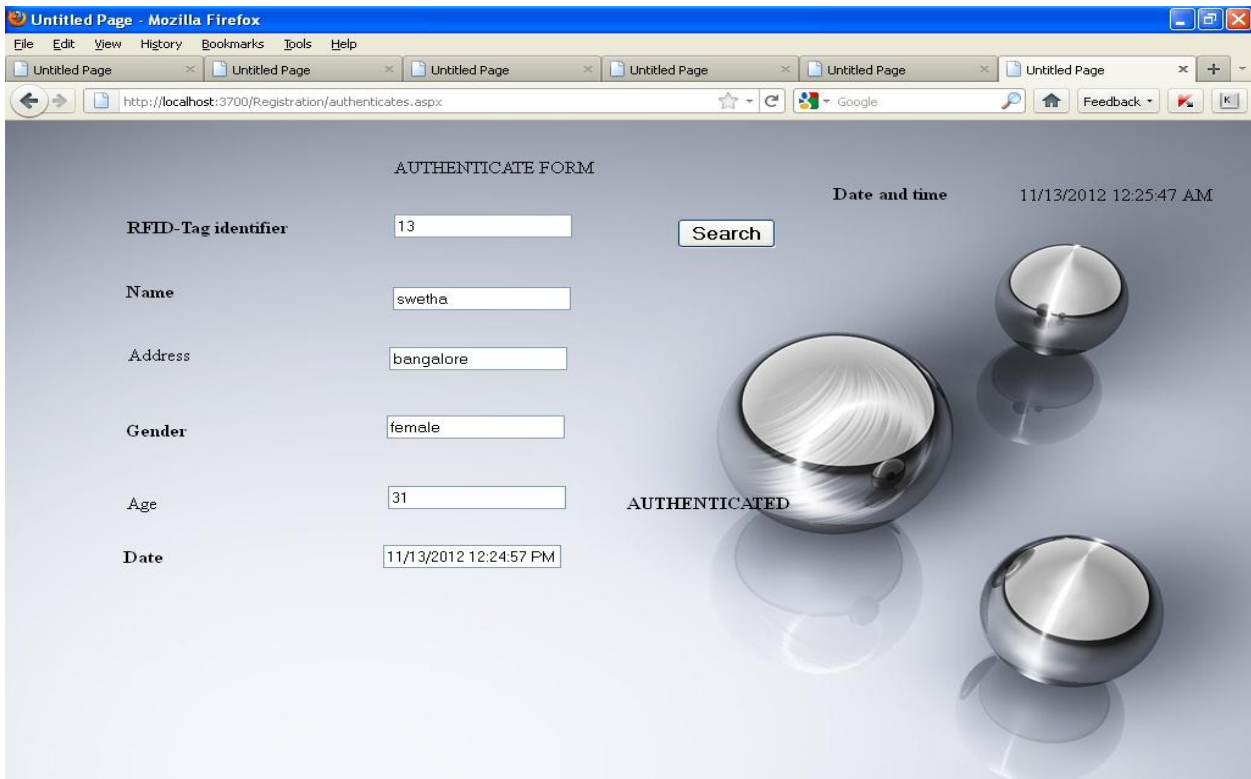 Untitled Page - Mozilla Firefox
File Edit View History Bookmarks Tools Help
Untitled Page Untitled Page Untitled Page Untitled Page Untitled Page Untitled Page
http://localhost:3700/Registration/authenticates.aspx Google Feedback
AUTHENTICATE FORM
Date and time 11/13/2012 12:25:47 AM
RFID-Tag identifier 13 Search
Name swetha
Address bangalore
Gender female
Age 31 AUTHENTICATED
Date 11/13/2012 12:24:57 PM